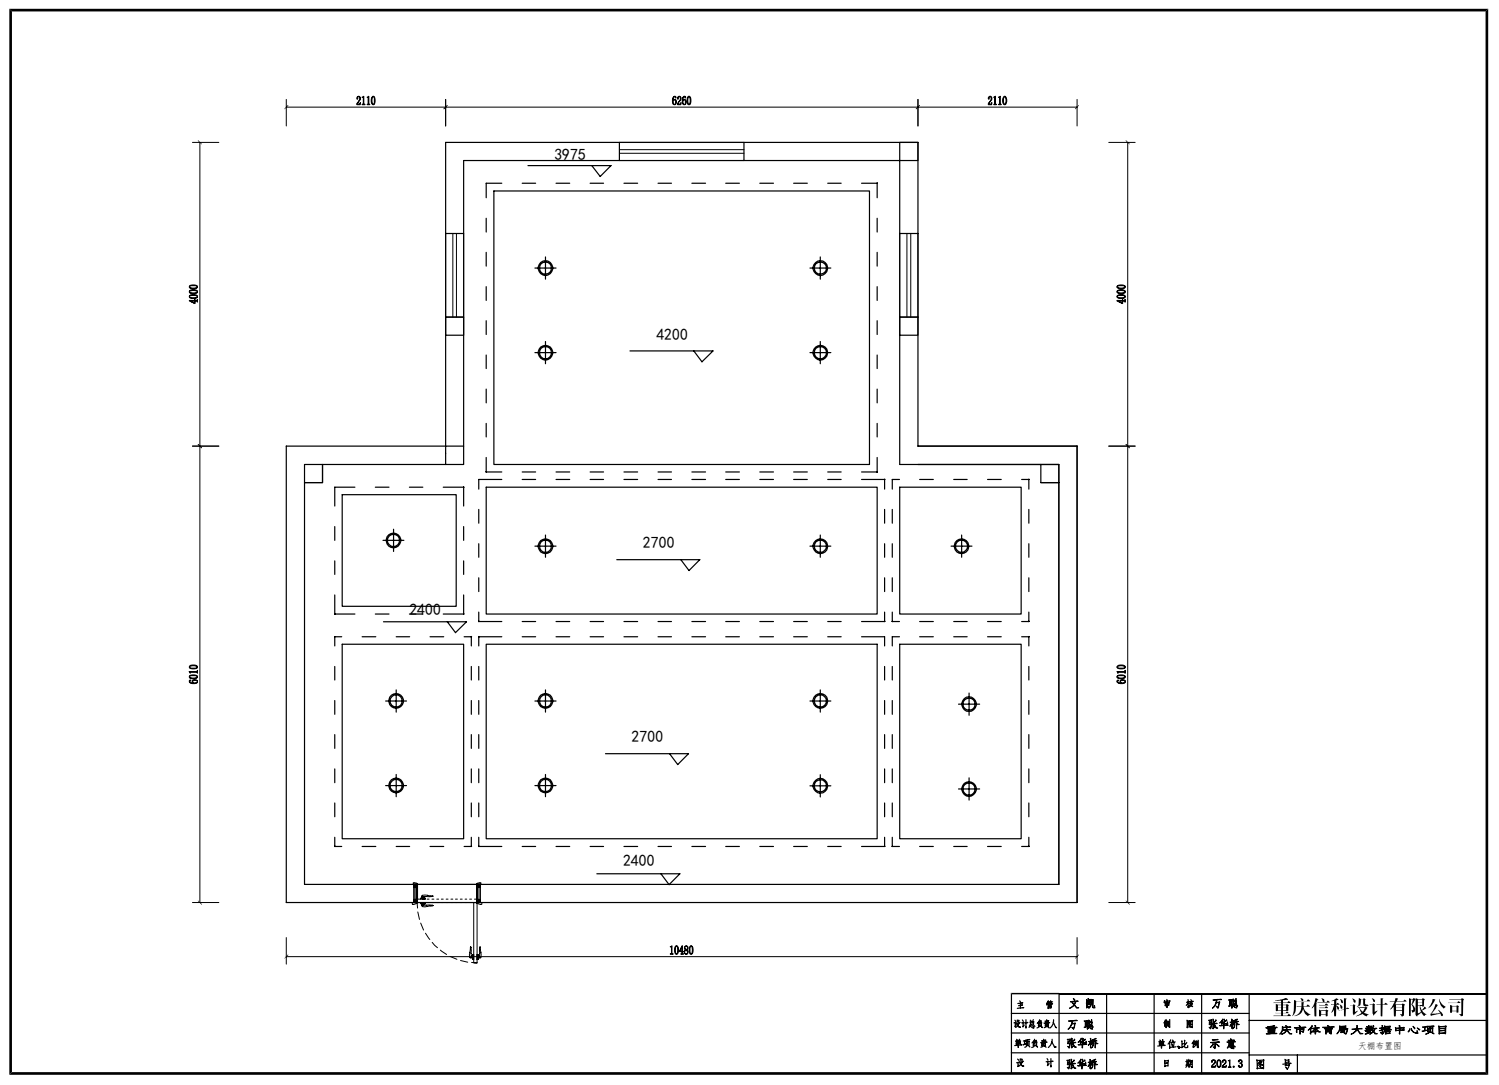 2110 6260 2110
3975
4000 4000
4200
2700
2400
6010 6010
2700
2400
10480
主 管 文 凯 审 核 万 聪 重庆信科设计有限公司
设计总负责人 万 聪 制 图 张华桥 重庆市体育局大数据中心项目
单项负责人 张华桥 单位,比例 示 意 天棚布置图
设 计 张华桥 日 期 2021.3 图 号